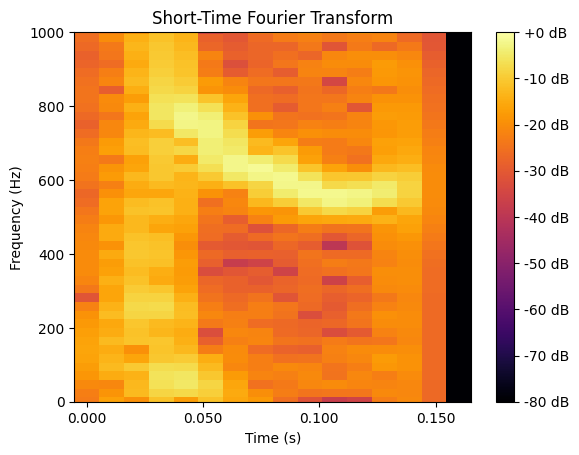 Short-Time Fourier Transform
1000
800
600
400
200
0
Frequency (Hz)
0.000
0.050
0.100
0.150
Time (s)
+0 dB
-10 dB
-20 dB
-30 dB
-40 dB
-50 dB
-60 dB
-70 dB
-80 dB